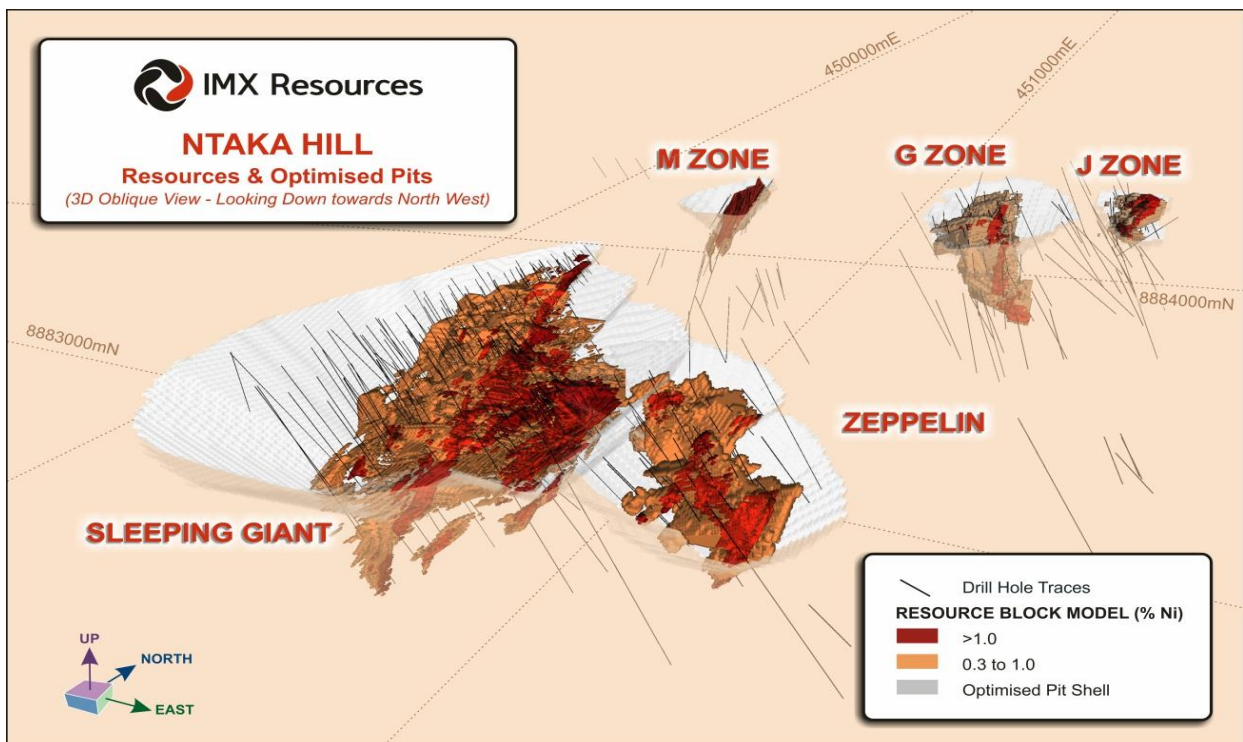 IMX Resources
NTAKA HILL
Resources & Optimised Pits
(3D Oblique View - Looking Down towards North West)
450000mE
451000mE
M ZONE
G ZONE
J ZONE
8884000mN
8883000mN
ZEPPELIN
SLEEPING GIANT
UP
NORTH
EAST
Drill Hole Traces
RESOURCE BLOCK MODEL (% Ni)
>1.0
0.3 to 1.0
Optimised Pit Shell